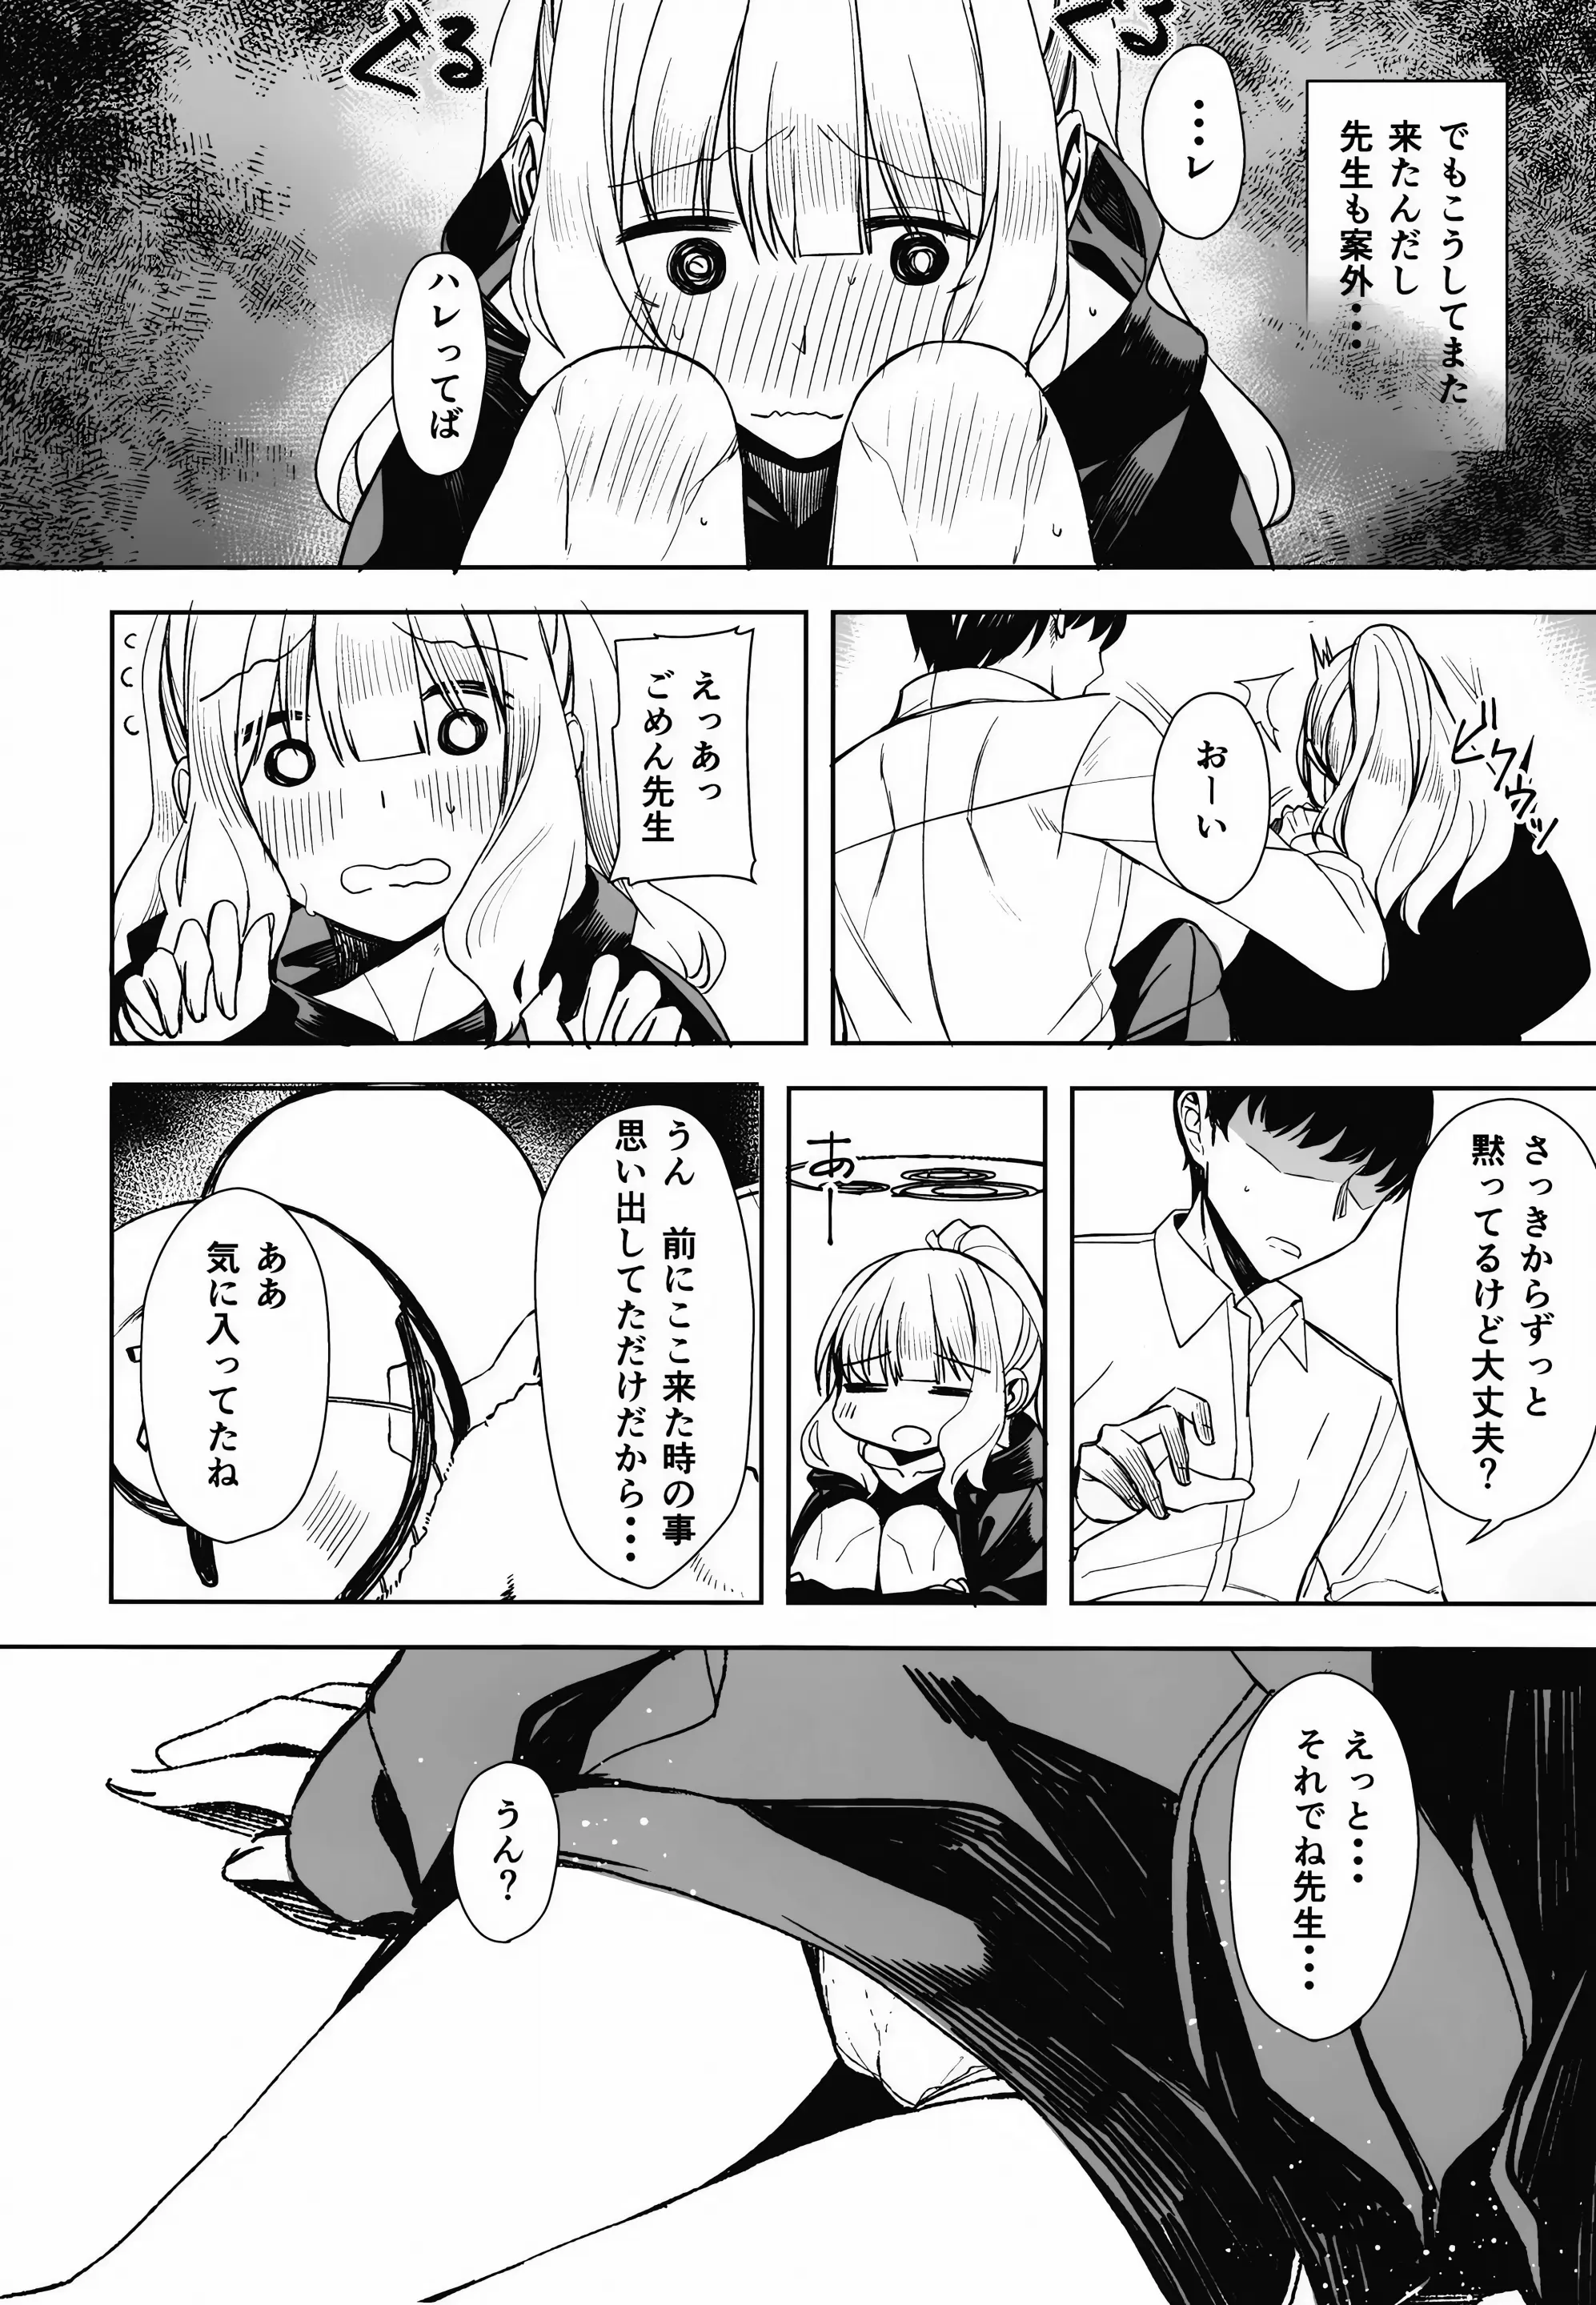 でもこうしてまた
来たんだし
先生も案外・・・
・・・レ
ぐる
ぐる
ハレってば
おーい
ビクゥッ
えっあっ
ごめん先生
さっきからずっと
黙ってるけど大丈夫?
あー
うん 前にここ来た時の事
思い出してただけだから・・・
ああ
気に入ってたね
えっと・・・
それでね先生・・・
うん?